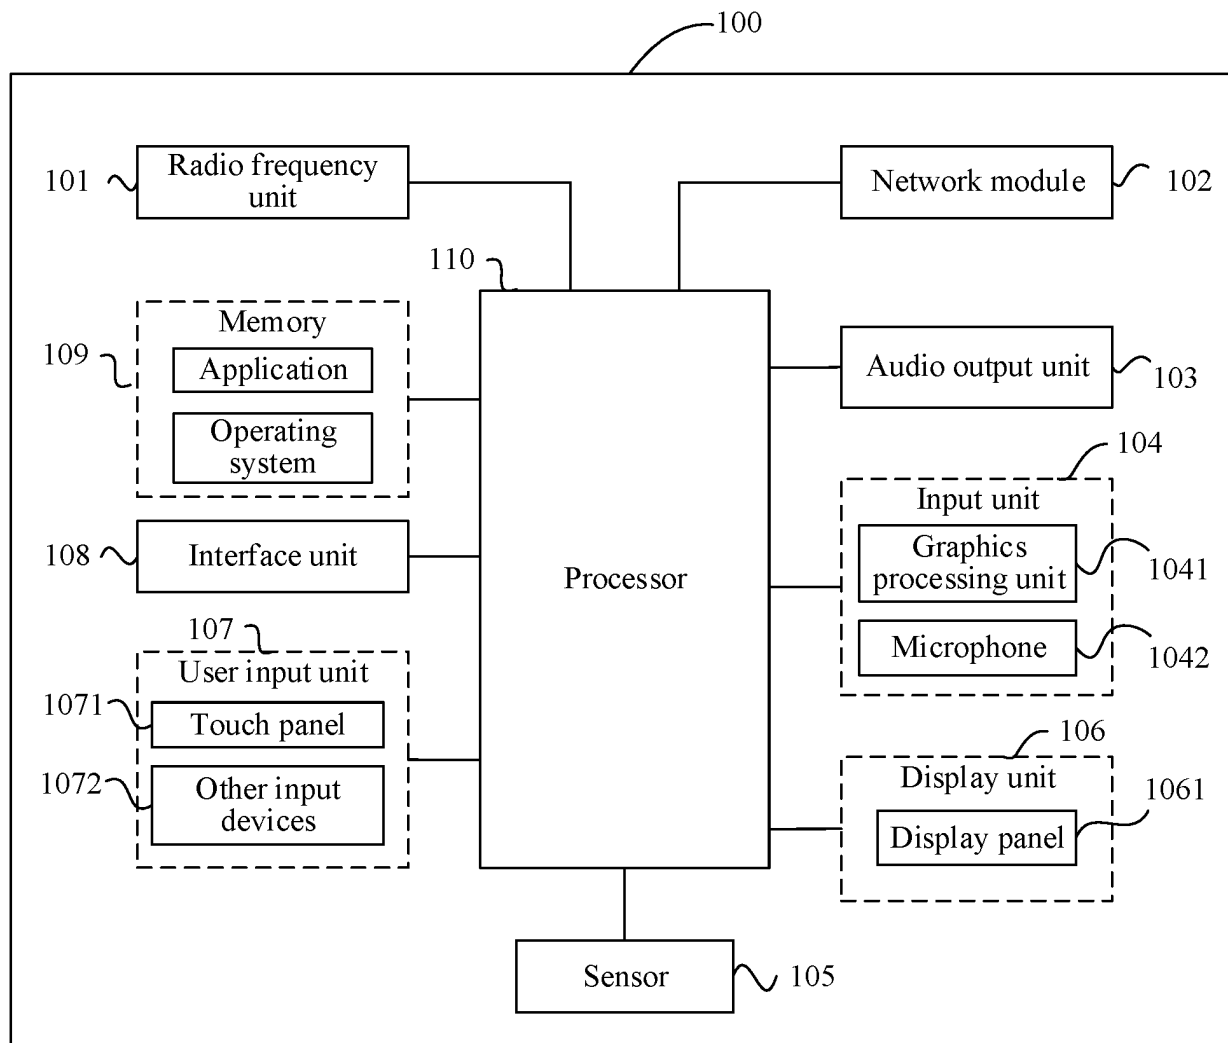 100
101
Radio frequency
unit
Network module
102
110
109
Memory
Application
Operating
system
Audio output unit
103
104
Input unit
Graphics
processing unit
1041
Microphone
1042
108
Interface unit
Processor
107
User input unit
1071
Touch panel
1072
Other input
devices
106
Display unit
1061
Display panel
Sensor
105